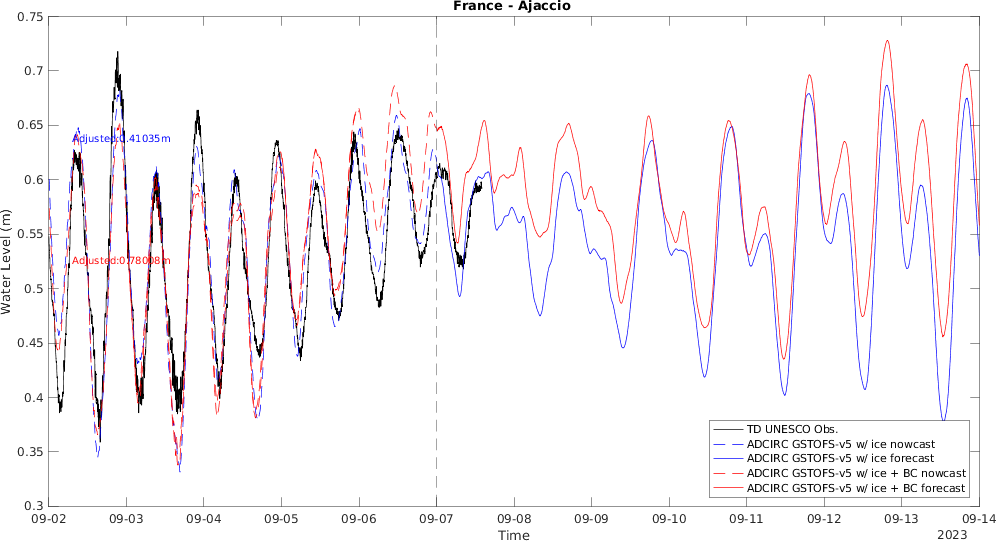 France - Ajaccio
0.75
0.7
0.65
0.6
0.55
0.5
0.45
0.4
0.35
0.3
Water Level (m)
Adjusted:0.41035m
Adjusted:0.78008m
TD UNESCO Obs.
ADCIRC GSTOFS-v5 w/ ice nowcast
ADCIRC GSTOFS-v5 w/ ice forecast
ADCIRC GSTOFS-v5 w/ ice + BC nowcast
ADCIRC GSTOFS-v5 w/ ice + BC forecast
09-02 09-03 09-04 09-05 09-06 09-07 09-08 09-09 09-10 09-11 09-12 09-13 09-14
Time
2023